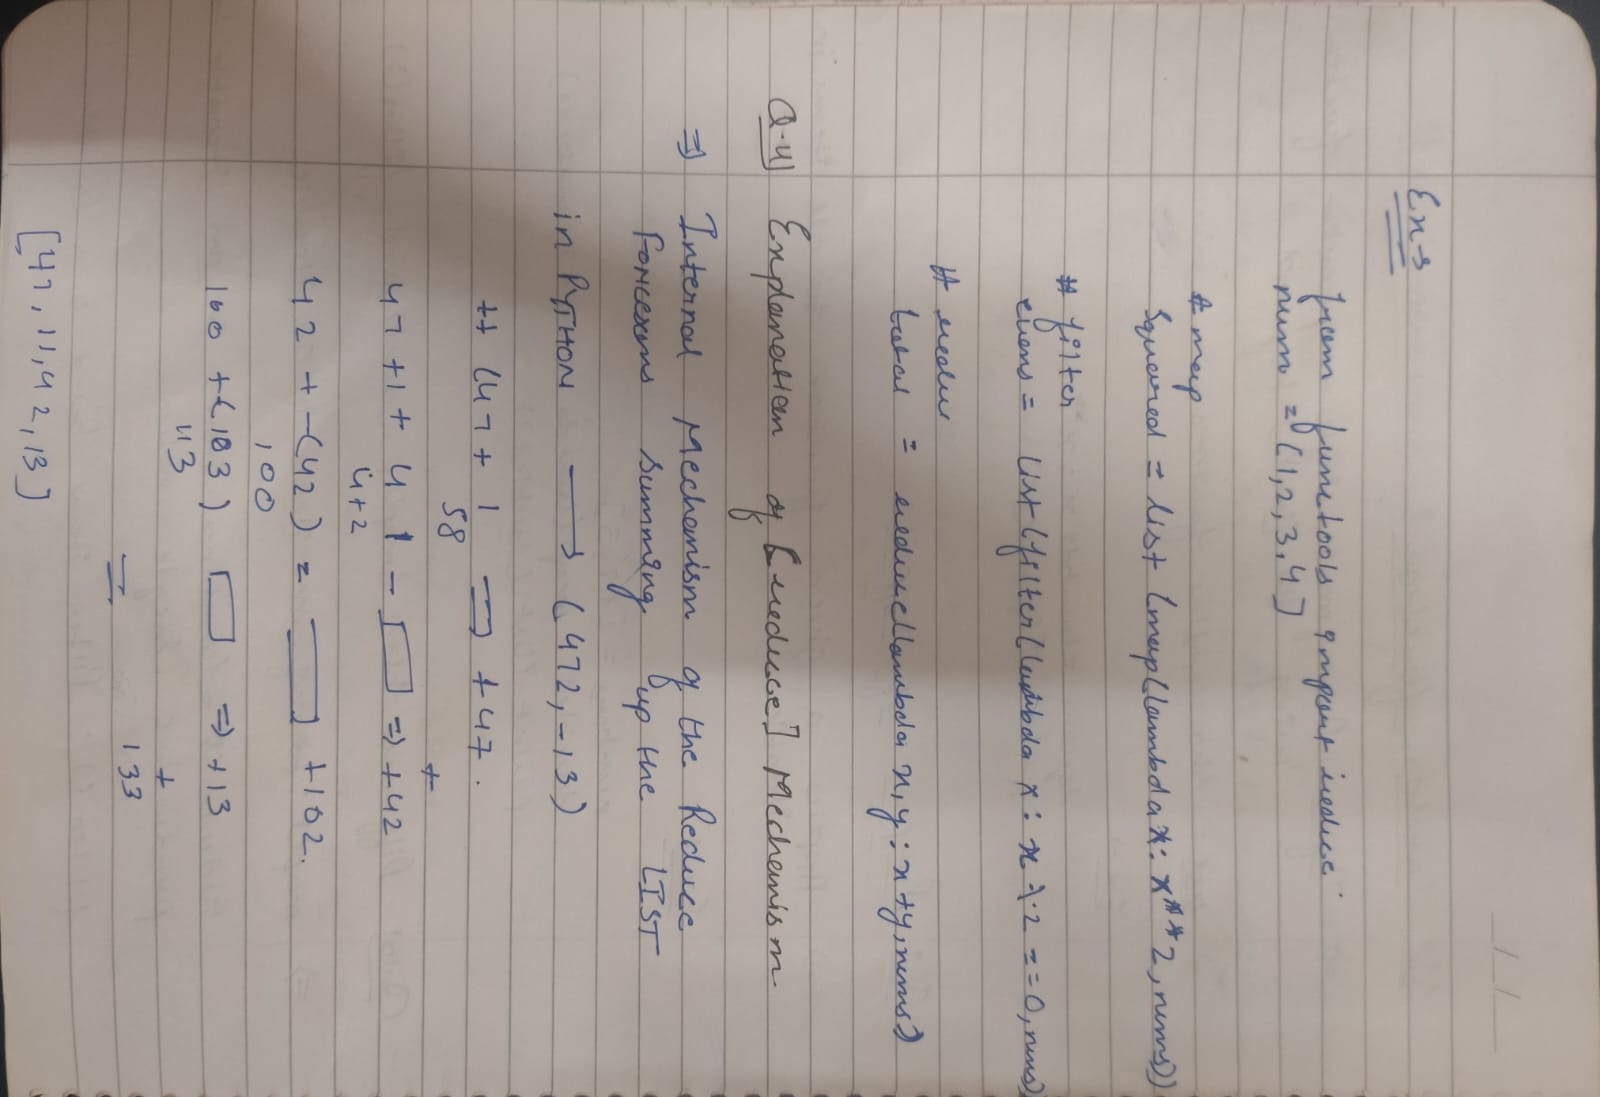 __/__/____
Ex→
from functools import reduce
num = [1,2,3,4]
# map
Squared = list (map(lambda x: x**2, nums))
# filter
evens = list (filter(lambda x: x % 2 == 0, nums)
# reduce
total = reduce(lambda x,y : x+y, nums)
Q-4) Explanation of [reduce] Mechanism
⇒ Internal Mechanism of the Reduce
Summing up the LIST
in PYTHON → (472, -13)
(47 + 1 ⇒ +47.
58
+
47 +1 + 4 1 - ▭ ⇒ +42
4+2
42 + -(42) = ▭ +102.
100
100 +(103) ▭ ⇒ +13
113
+
= 133
[47, 11, 42, 13]